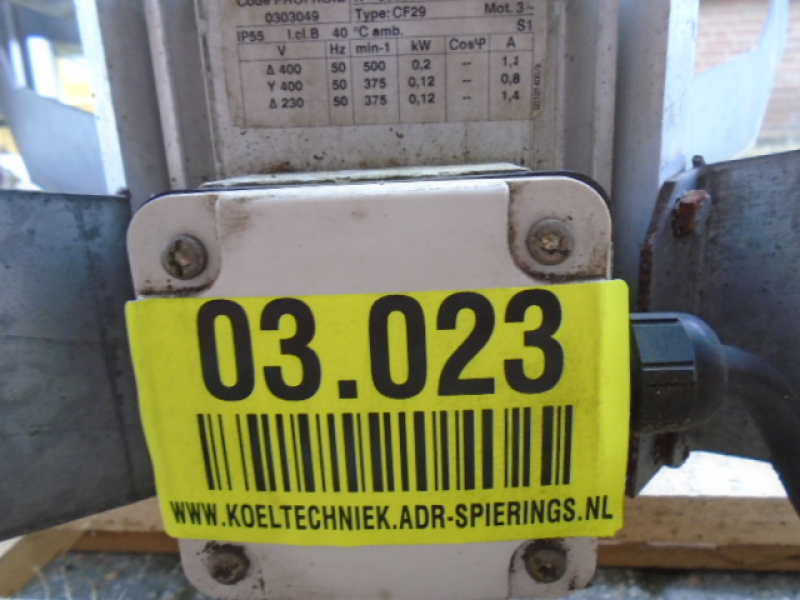 Code PROFROID
0303049 Type: CF29 Mot. 3~
IP55 I.cl.B 40 °C amb. S1
V Hz min-1 kW Cosφ A
Δ 400 50 500 0,2 --
Y 400 50 375 0,12 -- 0,8
Δ 230 50 375 0,12 -- 1,4
03.023
WWW.KOELTECHNIEK.ADR-SPIERINGS.NL